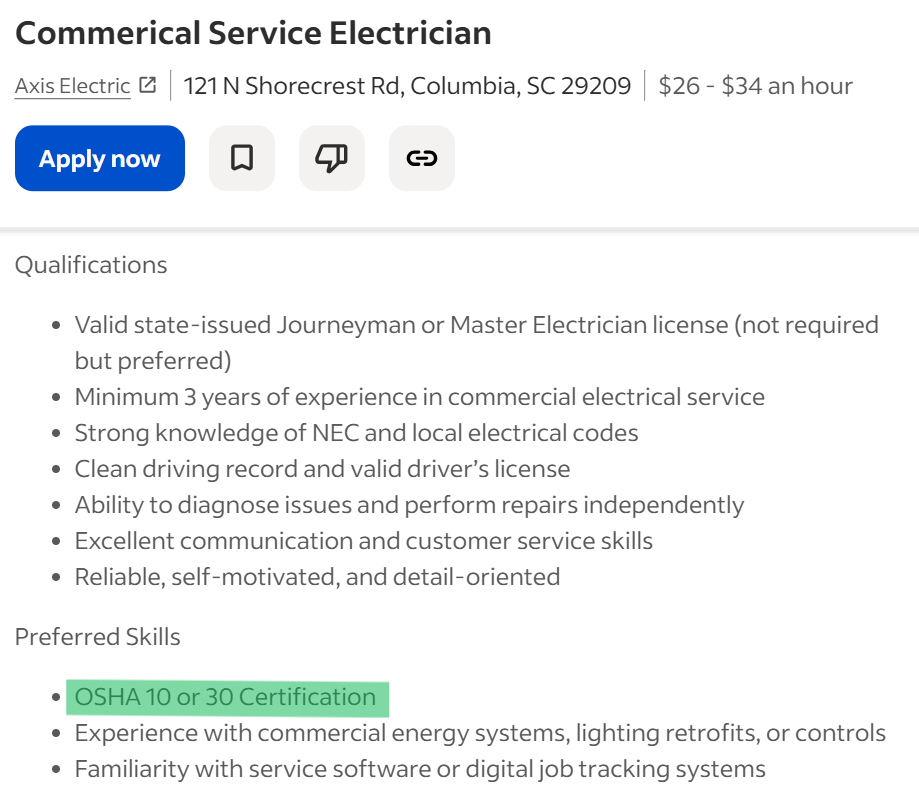 Commerical Service Electrician
Axis Electric 121 N Shorecrest Rd, Columbia, SC 29209 $26 - $34 an hour
Apply now
Qualifications
• Valid state-issued Journeyman or Master Electrician license (not required
but preferred)
• Minimum 3 years of experience in commercial electrical service
• Strong knowledge of NEC and local electrical codes
• Clean driving record and valid driver’s license
• Ability to diagnose issues and perform repairs independently
• Excellent communication and customer service skills
• Reliable, self-motivated, and detail-oriented
Preferred Skills
• OSHA 10 or 30 Certification
• Experience with commercial energy systems, lighting retrofits, or controls
• Familiarity with service software or digital job tracking systems